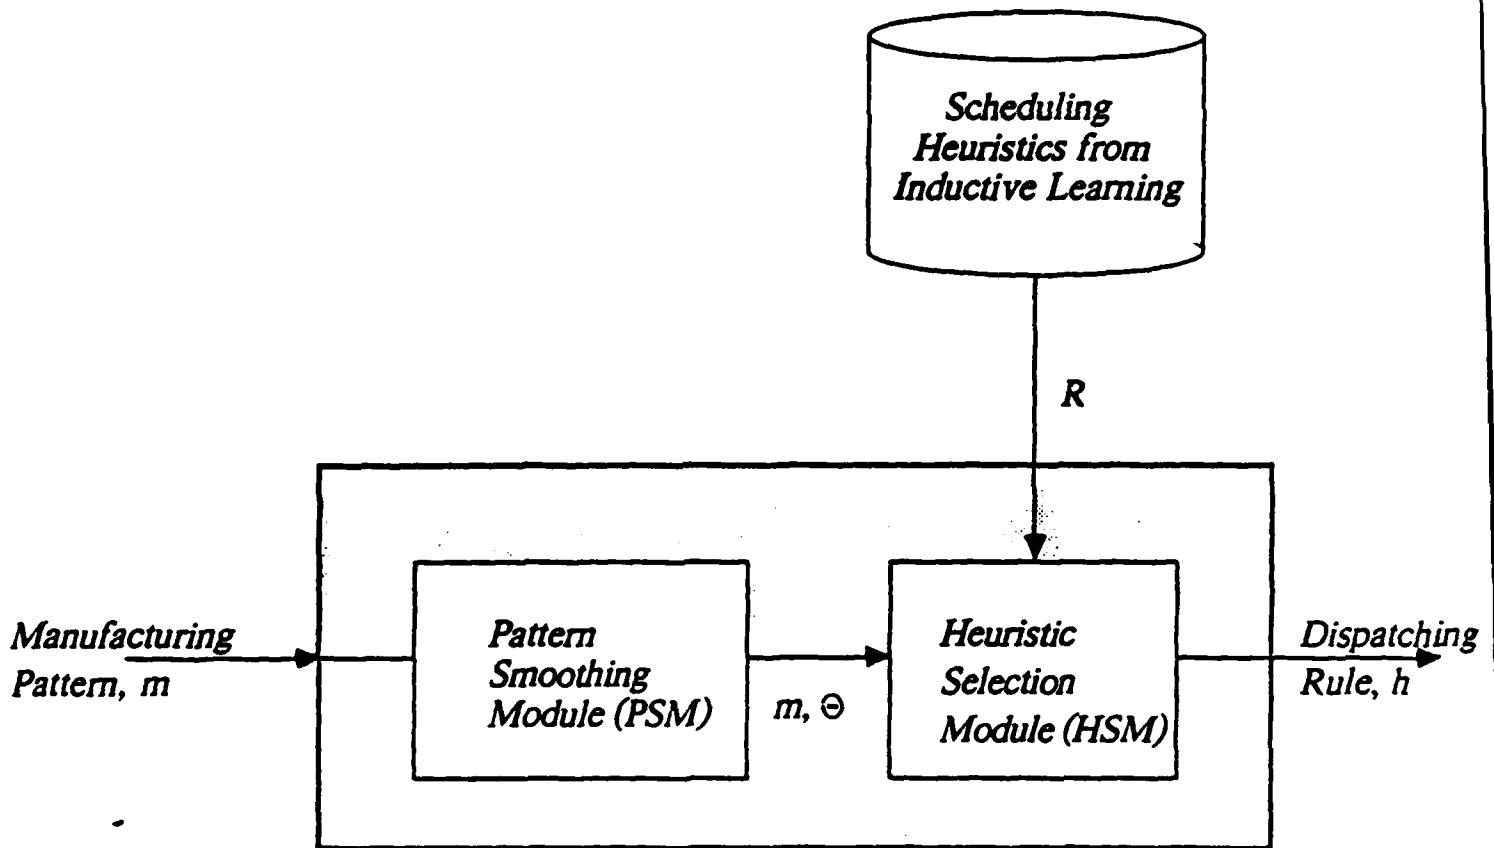 Scheduling
Heuristics from
Inductive Learning
R
Manufacturing
Pattern, m
Pattern
Smoothing
Module (PSM)
m, Θ
Heuristic
Selection
Module (HSM)
Dispatching
Rule, h